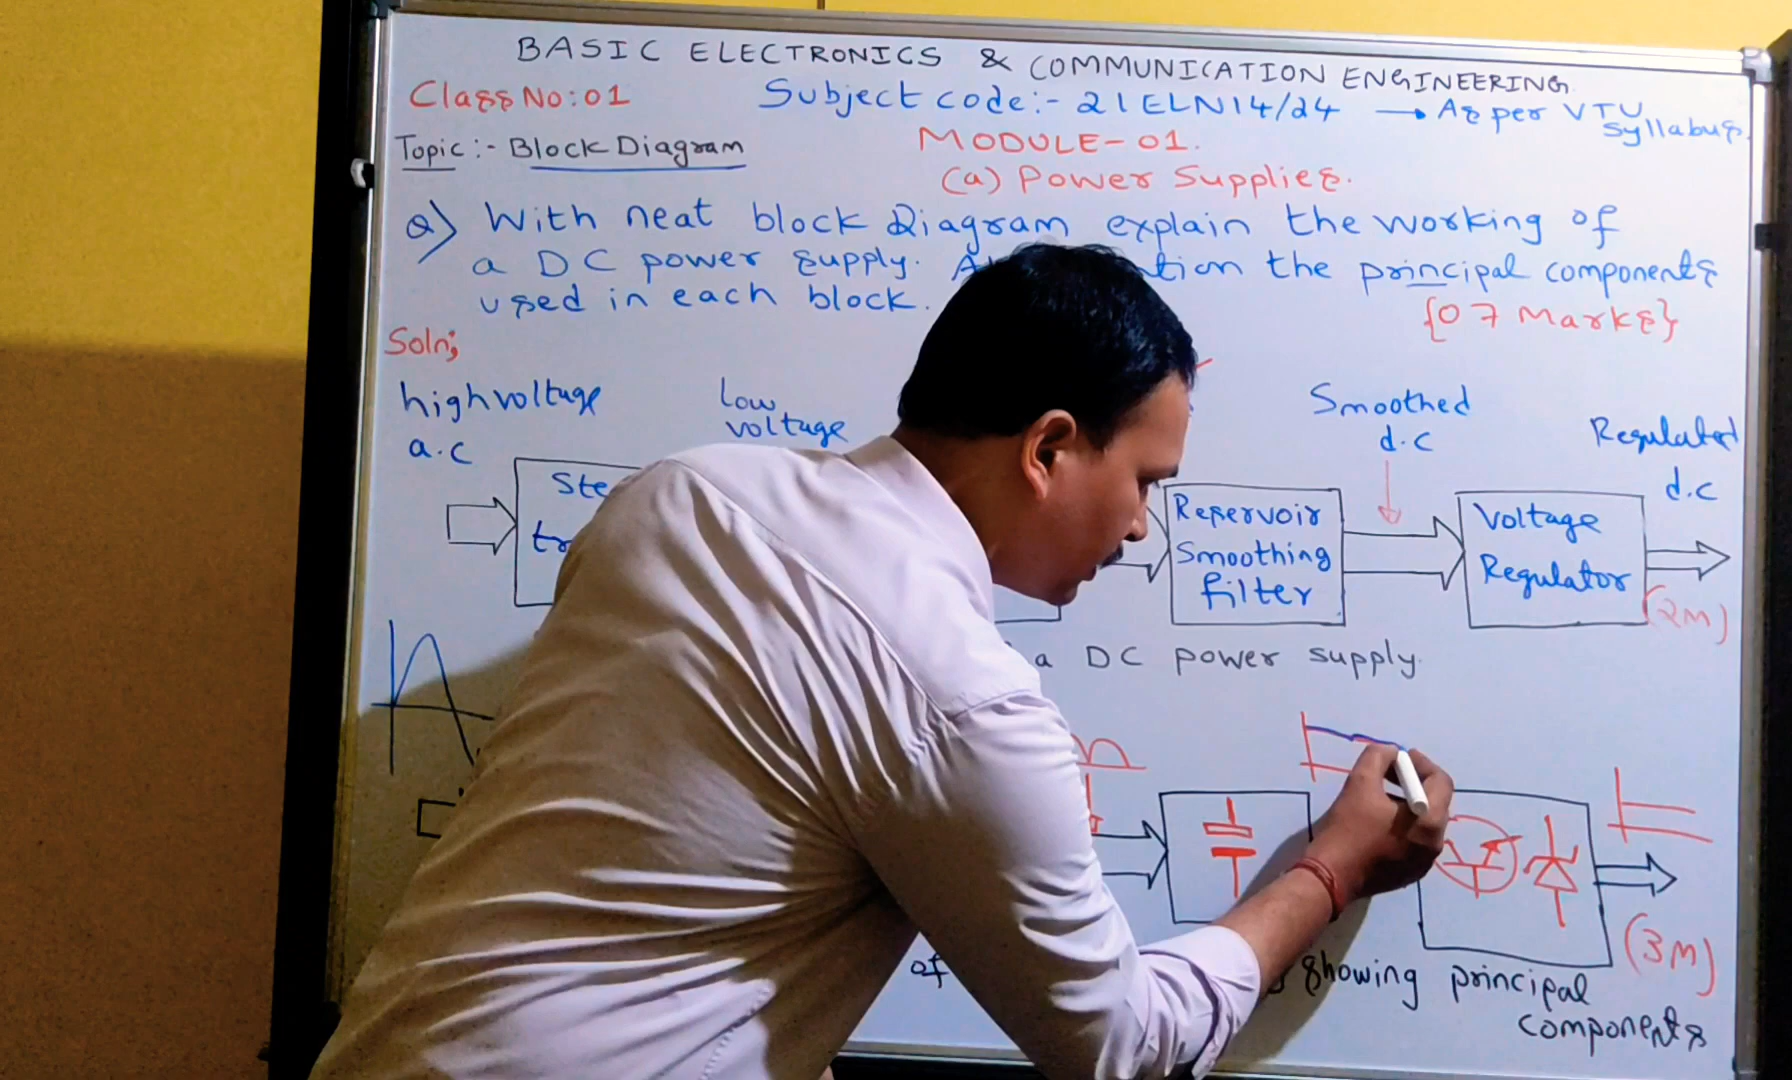 BASIC ELECTRONICS & COMMUNICATION ENGINEERING
Class No:01 Subject code:- 21ELN14/24 → As per VTU Syllabus.
Topic:- Block Diagram MODULE-01.
(a) Power Supplies.
Q) With neat block diagram explain the working of
a DC power supply. the principal components
used in each block. {07 Marks}
Soln;
high voltage a.c
Low voltage
Smoothed d.c
Regulated d.c
Reservoir Smoothing filter
Voltage Regulator
(2M)
a DC power supply.
(3M)
of showing principal
components